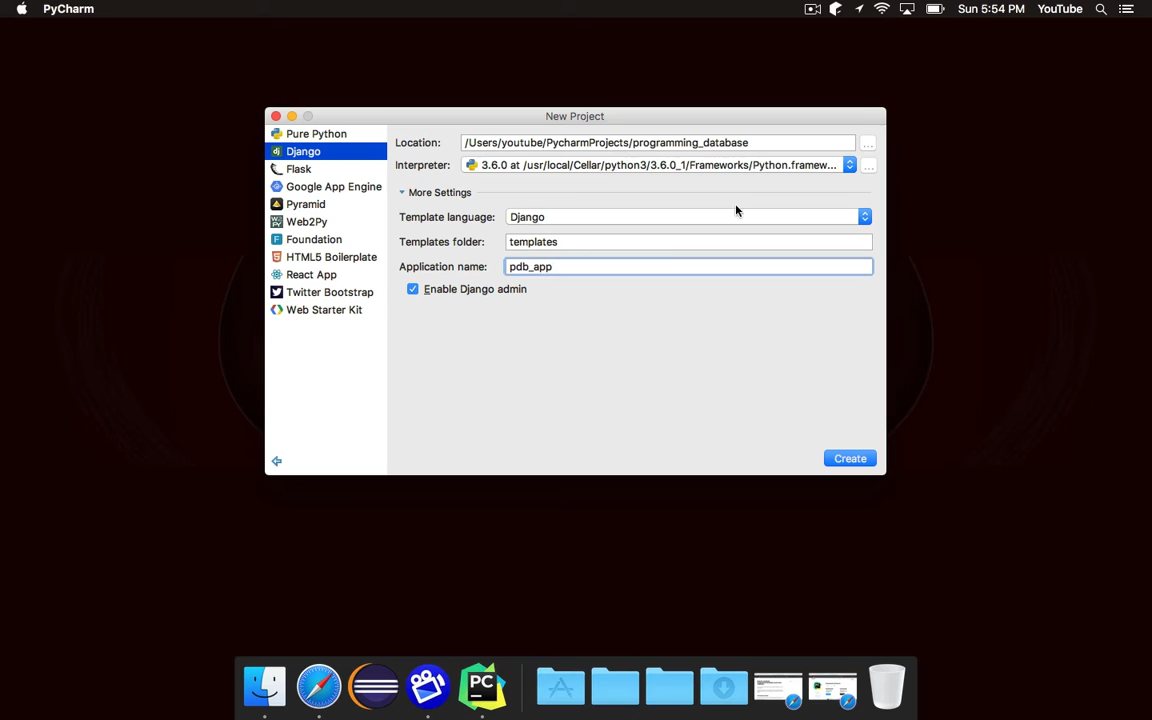 PyCharm
Sun 5:54 PM YouTube
New Project
Pure Python
dj Django
Flask
Google App Engine
Pyramid
Web2Py
Foundation
HTML5 Boilerplate
React App
Twitter Bootstrap
Web Starter Kit
Location: /Users/youtube/PycharmProjects/programming_database ...
Interpreter: 3.6.0 at /usr/local/Cellar/python3/3.6.0_1/Frameworks/Python.framew... ...
More Settings
Template language: Django
Templates folder: templates
Application name: pdb_app
Enable Django admin
Create
PC